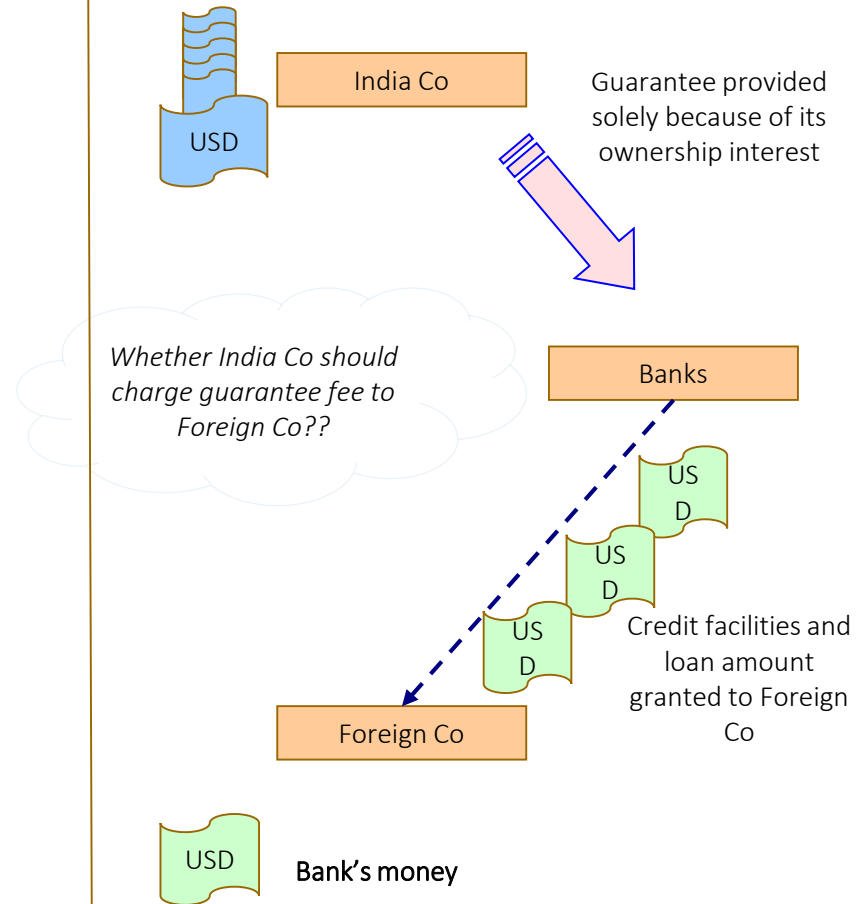 USD
India Co
Guarantee provided
solely because of its
ownership interest
Whether India Co should
charge guarantee fee to
Foreign Co??
Banks
US
D
US
D
US
D
Credit facilities and
loan amount
granted to Foreign
Co
Foreign Co
USD
Bank's money